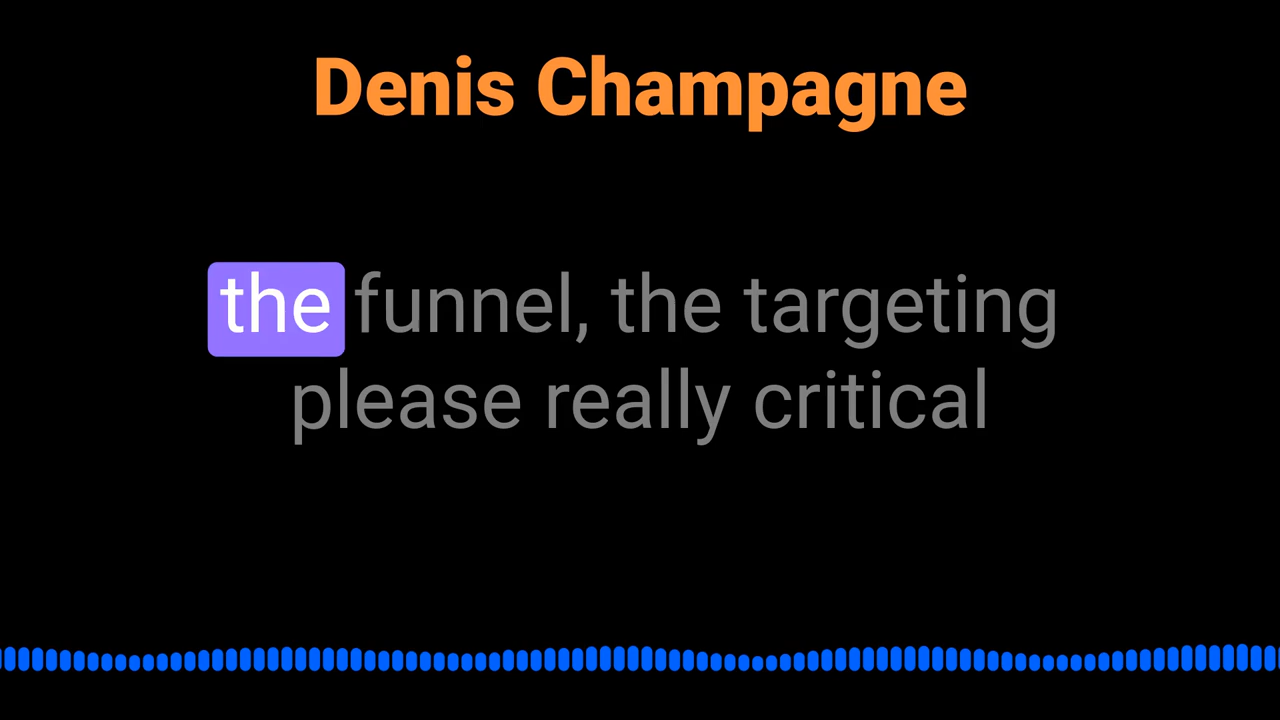 Denis Champagne
the funnel, the targeting
please really critical